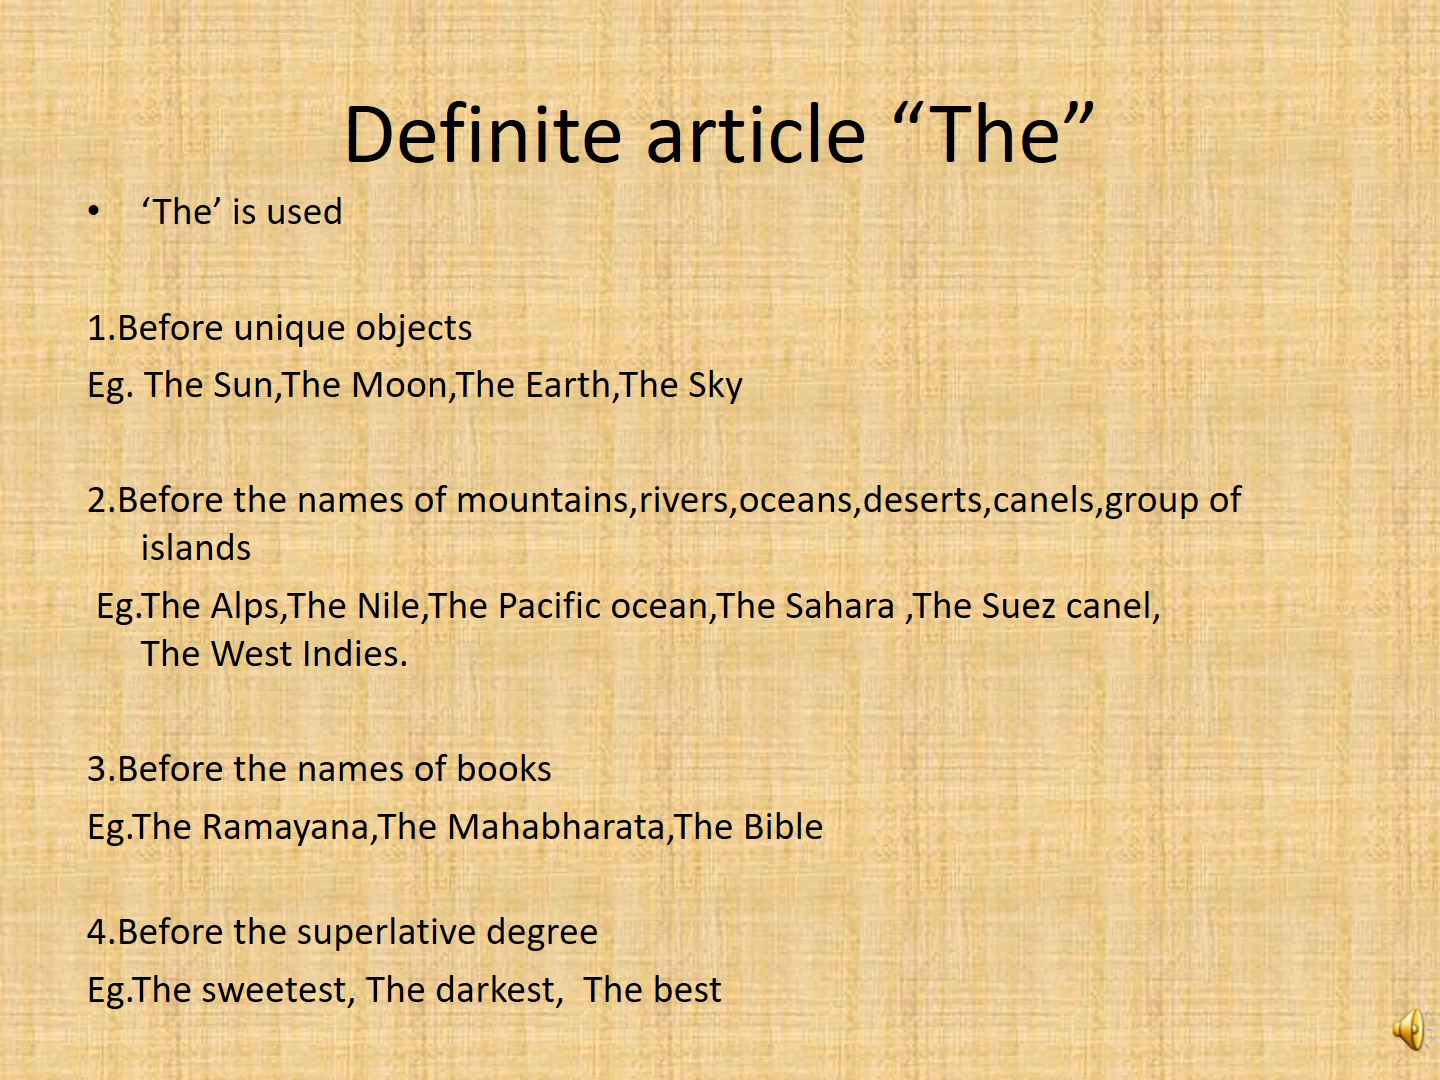 Definite article “The”
• ‘The’ is used
1.Before unique objects
Eg. The Sun,The Moon,The Earth,The Sky
2.Before the names of mountains,rivers,oceans,deserts,canels,group of
islands
Eg.The Alps,The Nile,The Pacific ocean,The Sahara ,The Suez canel,
The West Indies.
3.Before the names of books
Eg.The Ramayana,The Mahabharata,The Bible
4.Before the superlative degree
Eg.The sweetest, The darkest,  The best